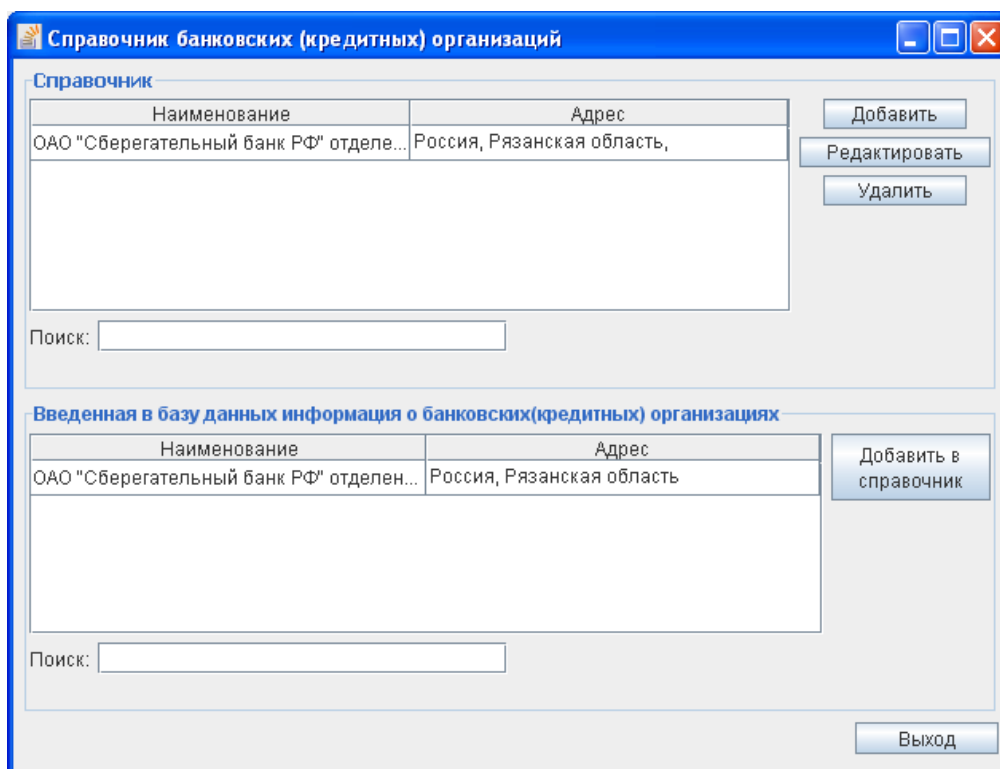 Справочник банковских (кредитных) организаций
Справочник
Наименование Адрес
ОАО "Сберегательный банк РФ" отделе... Россия, Рязанская область,
Добавить
Редактировать
Удалить
Поиск:
Введенная в базу данных информация о банковских(кредитных) организациях
Наименование Адрес
ОАО "Сберегательный банк РФ" отделен... Россия, Рязанская область
Добавить в
справочник
Поиск:
Выход